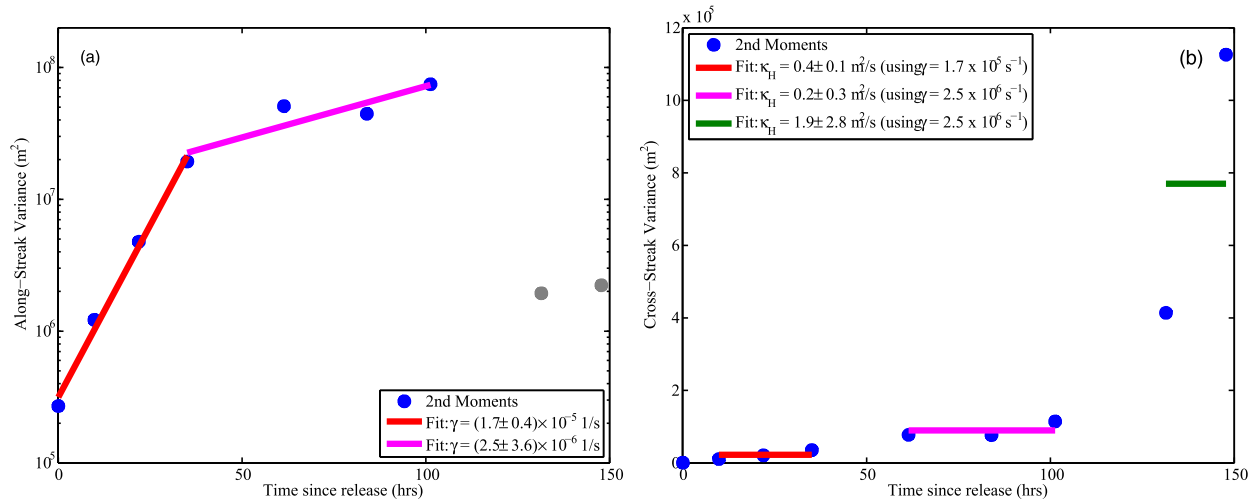 (a)
10^8
10^7
10^6
10^5
Along−Streak Variance (m^2)
2nd Moments
Fit: γ = (1.7± 0.4)× 10^−5 1/s
Fit: γ = (2.5± 3.6)× 10^−6 1/s
0
50
100
150
Time since release (hrs)
x 10^5
12
10
8
6
4
2
0
Cross−Streak Variance (m^2)
2nd Moments
Fit: κ_H = 0.4± 0.1 m^2/s (using γ = 1.7 x 10^5 s^−1)
Fit: κ_H = 0.2± 0.3 m^2/s (using γ = 2.5 x 10^6 s^−1)
Fit: κ_H = 1.9± 2.8 m^2/s (using γ = 2.5 x 10^6 s^−1)
(b)
0
50
100
150
Time since release (hrs)